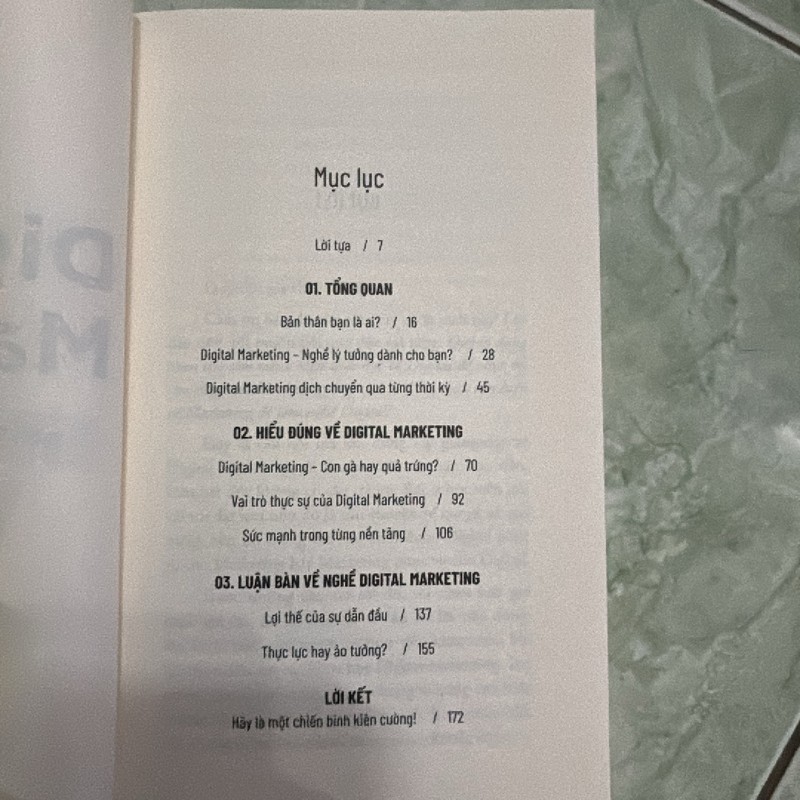 Mục lục
Lời tựa / 7
01. TỔNG QUAN
Bản thân bạn là ai? / 16
Digital Marketing – Nghề lý tưởng dành cho bạn? / 28
Digital Marketing dịch chuyển qua từng thời kỳ / 45
02. HIỂU ĐÚNG VỀ DIGITAL MARKETING
Digital Marketing – Con gà hay quả trứng? / 70
Vai trò thực sự của Digital Marketing / 92
Sức mạnh trong từng nền tảng / 106
03. LUẬN BÀN VỀ NGHỀ DIGITAL MARKETING
Lợi thế của sự dẫn đầu / 137
Thực lực hay ảo tưởng? / 155
LỜI KẾT
Hãy là một chiến binh kiên cường! / 172